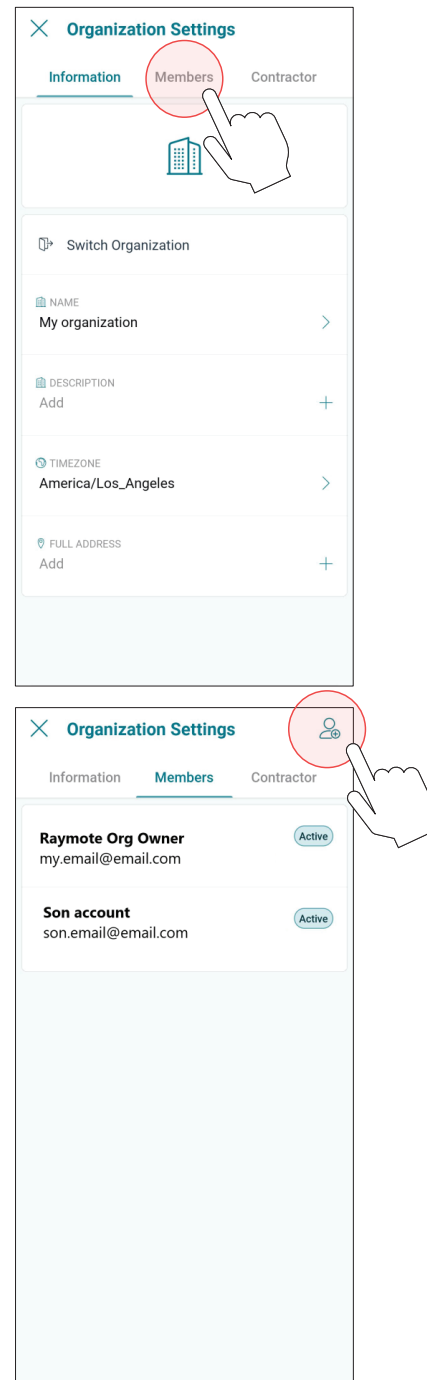 Organization Settings
Information Members Contractor
Switch Organization
NAME
My organization
DESCRIPTION
Add
TIMEZONE
America/Los_Angeles
FULL ADDRESS
Add
Organization Settings
Information Members Contractor
Raymote Org Owner Active
my.email@email.com
Son account Active
son.email@email.com